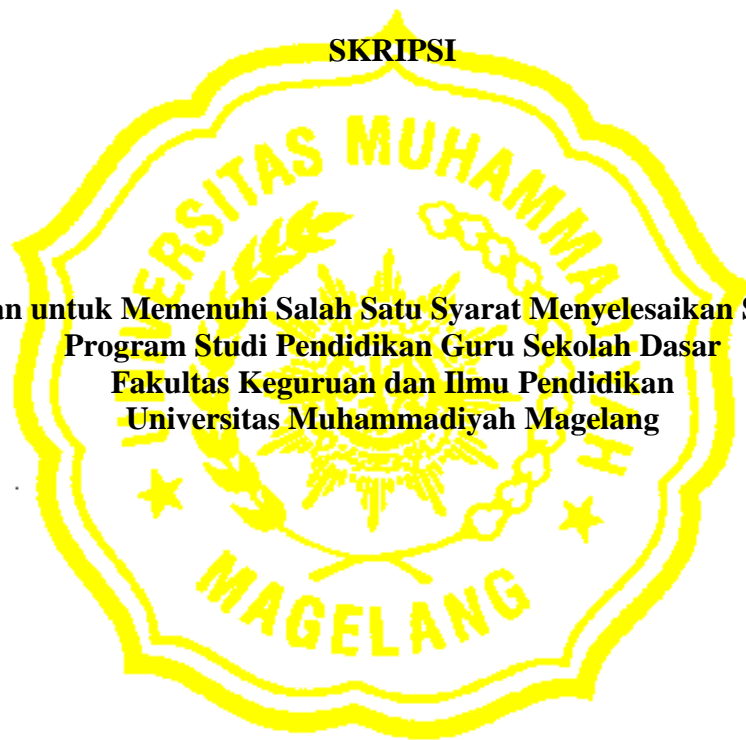 SKRIPSI
UNIVERSITAS MUHAMMADIYAH
an untuk Memenuhi Salah Satu Syarat Menyelesaikan S
Program Studi Pendidikan Guru Sekolah Dasar
Fakultas Keguruan dan Ilmu Pendidikan
Universitas Muhammadiyah Magelang
MAGELANG